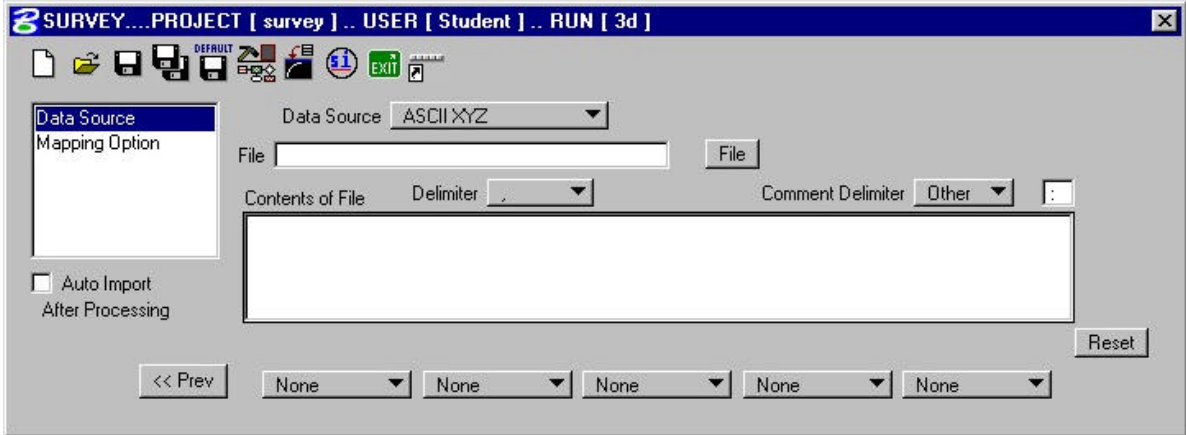 SURVEY....PROJECT [ survey ] .. USER [ Student ] .. RUN [ 3d ]
DEFAULT
si
EXIT
Data Source
Mapping Option
Data Source ASCII XYZ
File
File
Contents of File Delimiter , Comment Delimiter Other :
Auto Import
After Processing
Reset
<< Prev None None None None None